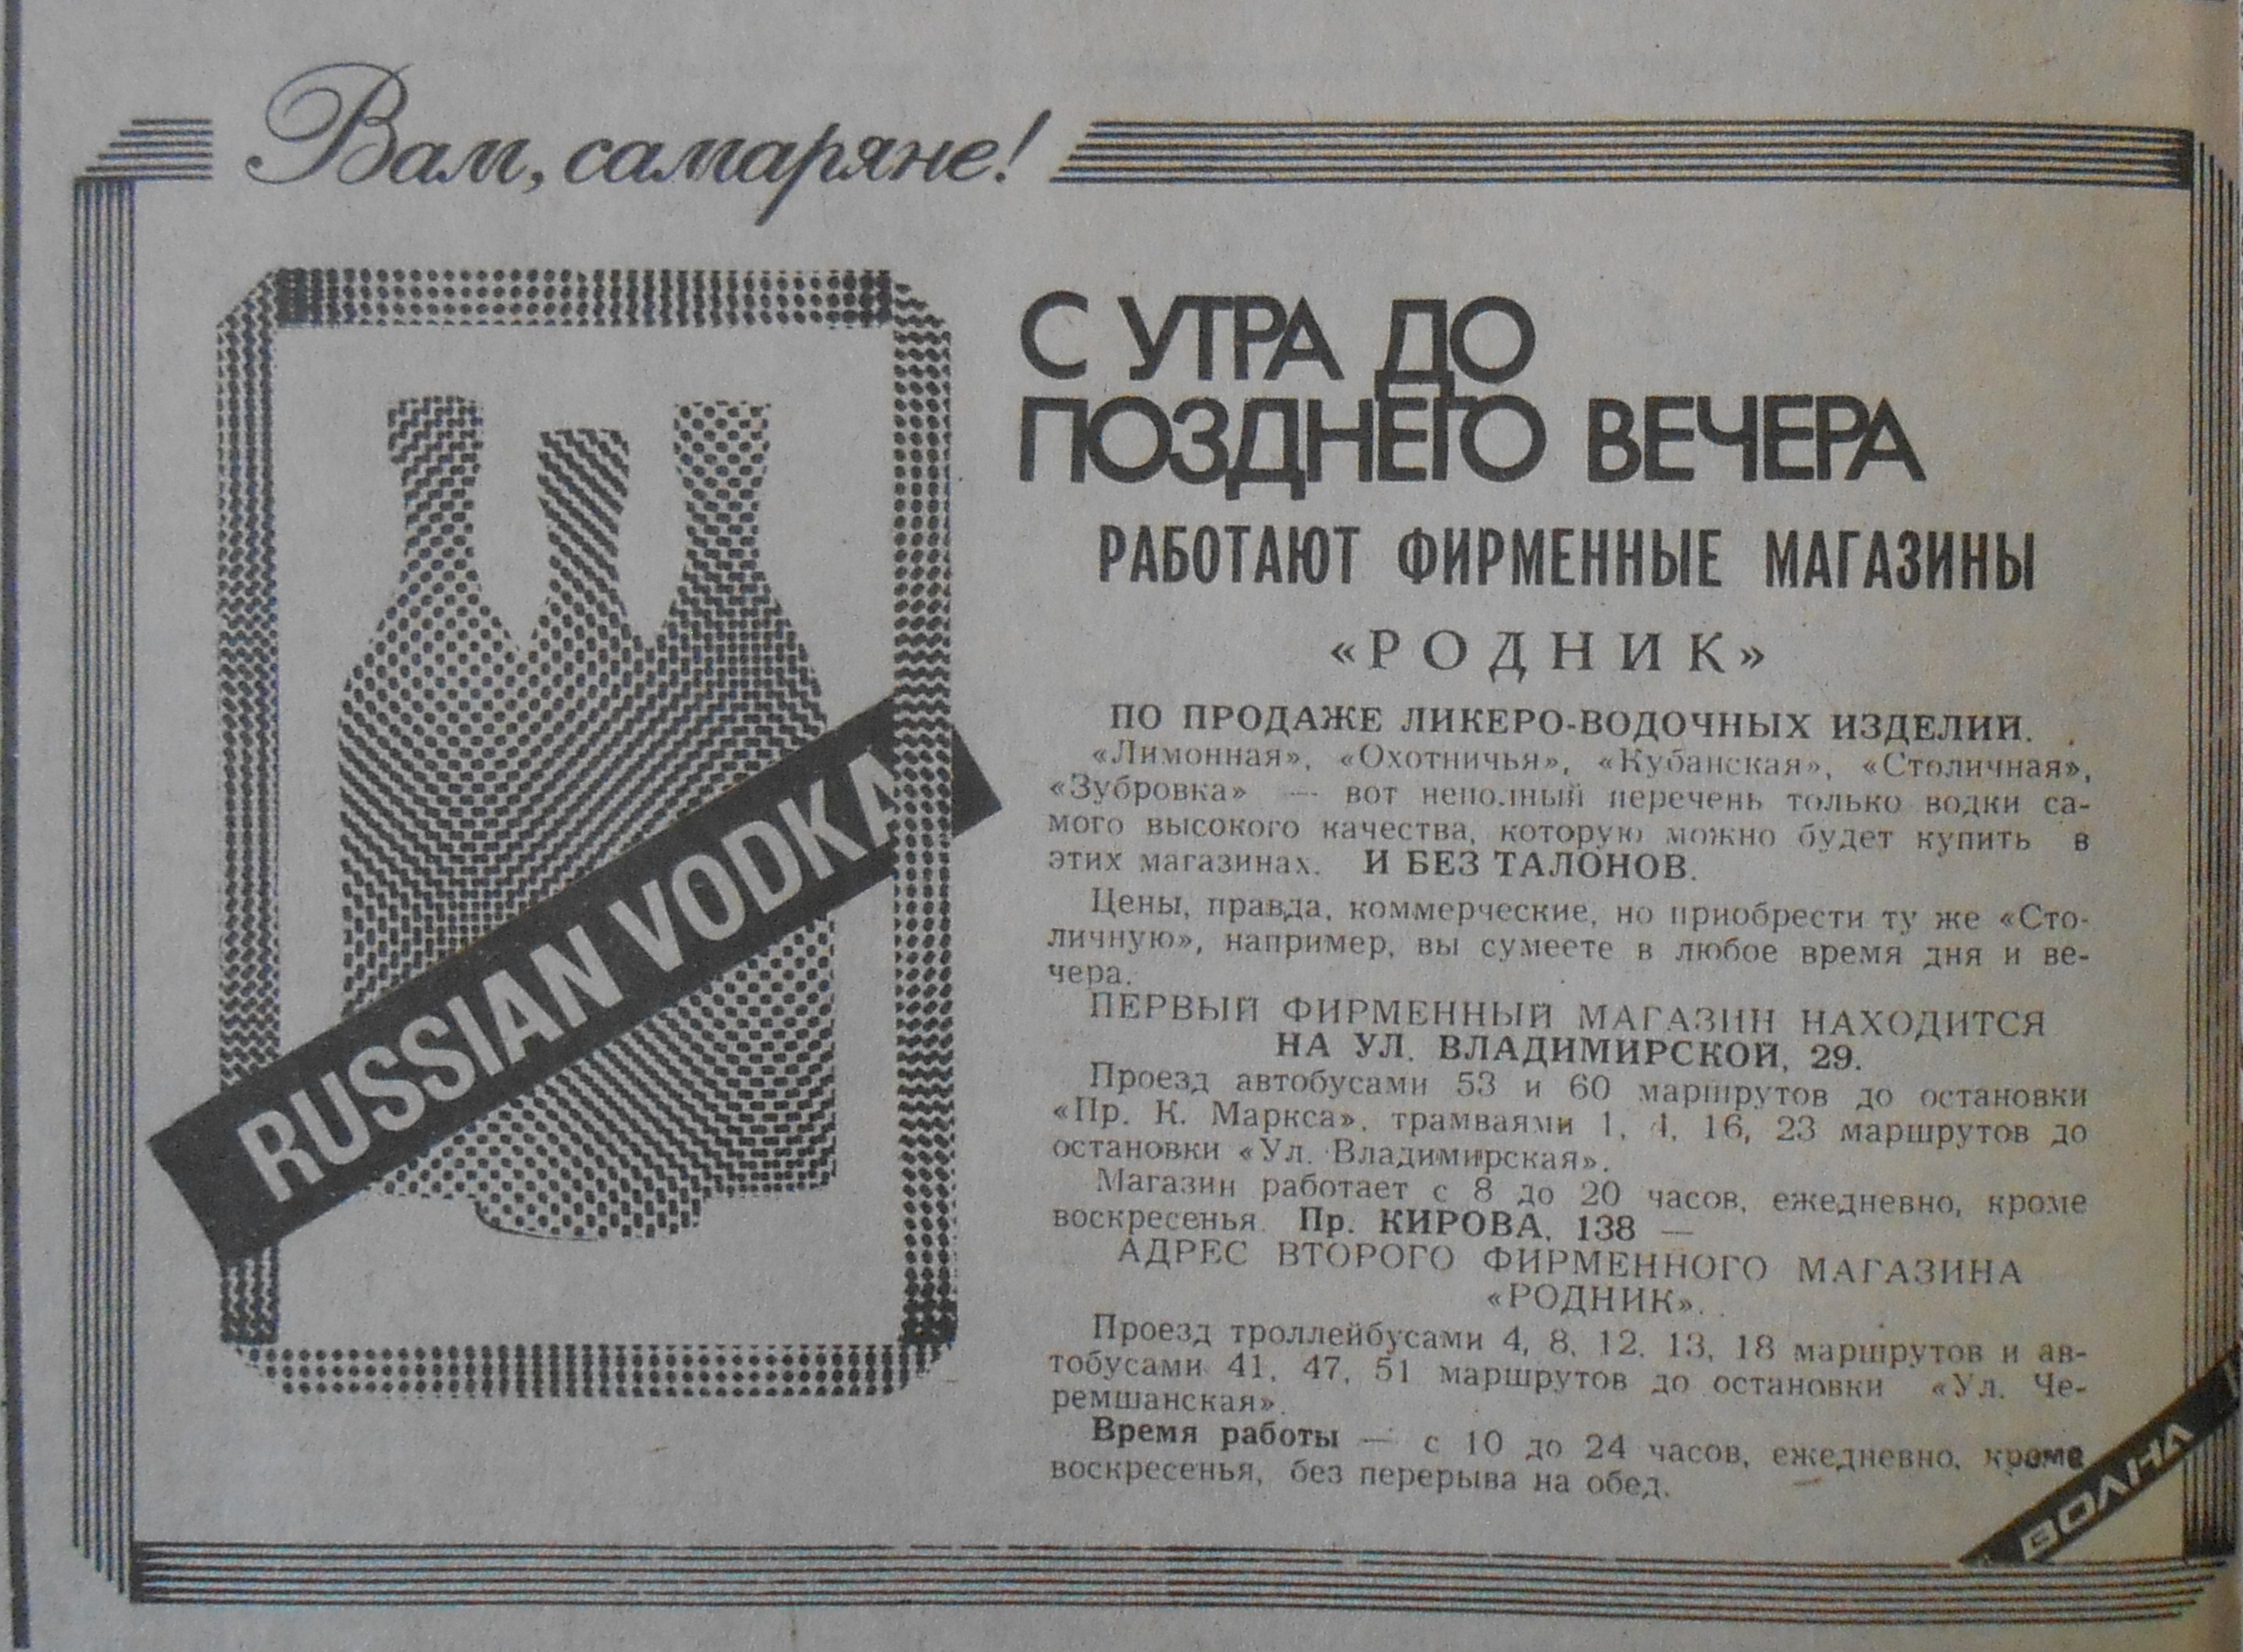 Вам, самаряне!
С УТРА ДО
ПОЗДНЕГО ВЕЧЕРА
РАБОТАЮТ ФИРМЕННЫЕ МАГАЗИНЫ
«РОДНИК»
ПО ПРОДАЖЕ ЛИКЕРО-ВОДОЧНЫХ ИЗДЕЛИЙ.
«Лимонная», «Охотничья», «Кубанская», «Столичная»,
«Зубровка» — вот неполный перечень только водки са-
мого высокого качества, которую можно будет купить в
этих магазинах. И БЕЗ ТАЛОНОВ.
Цены, правда, коммерческие, но приобрести ту же «Сто-
личную», например, вы сумеете в любое время дня и ве-
чера.
ПЕРВЫЙ ФИРМЕННЫЙ МАГАЗИН НАХОДИТСЯ
НА УЛ. ВЛАДИМИРСКОЙ, 29.
Проезд автобусами 53 и 60 маршрутов до остановки
«Пр. К. Маркса», трамваями 1, 4, 16, 23 маршрутов до
остановки «Ул. Владимирская».
Магазин работает с 8 до 20 часов, ежедневно, кроме
воскресенья. Пр. КИРОВА, 138 —
АДРЕС ВТОРОГО ФИРМЕННОГО МАГАЗИНА
«РОДНИК».
Проезд троллейбусами 4, 8, 12, 13, 18 маршрутов и ав-
тобусами 41, 47, 51 маршрутов до остановки «Ул. Че-
ремшанская».
Время работы — с 10 до 24 часов, ежедневно, кроме
воскресенья, без перерыва на обед.
RUSSIAN VODKA
ВОЛНА